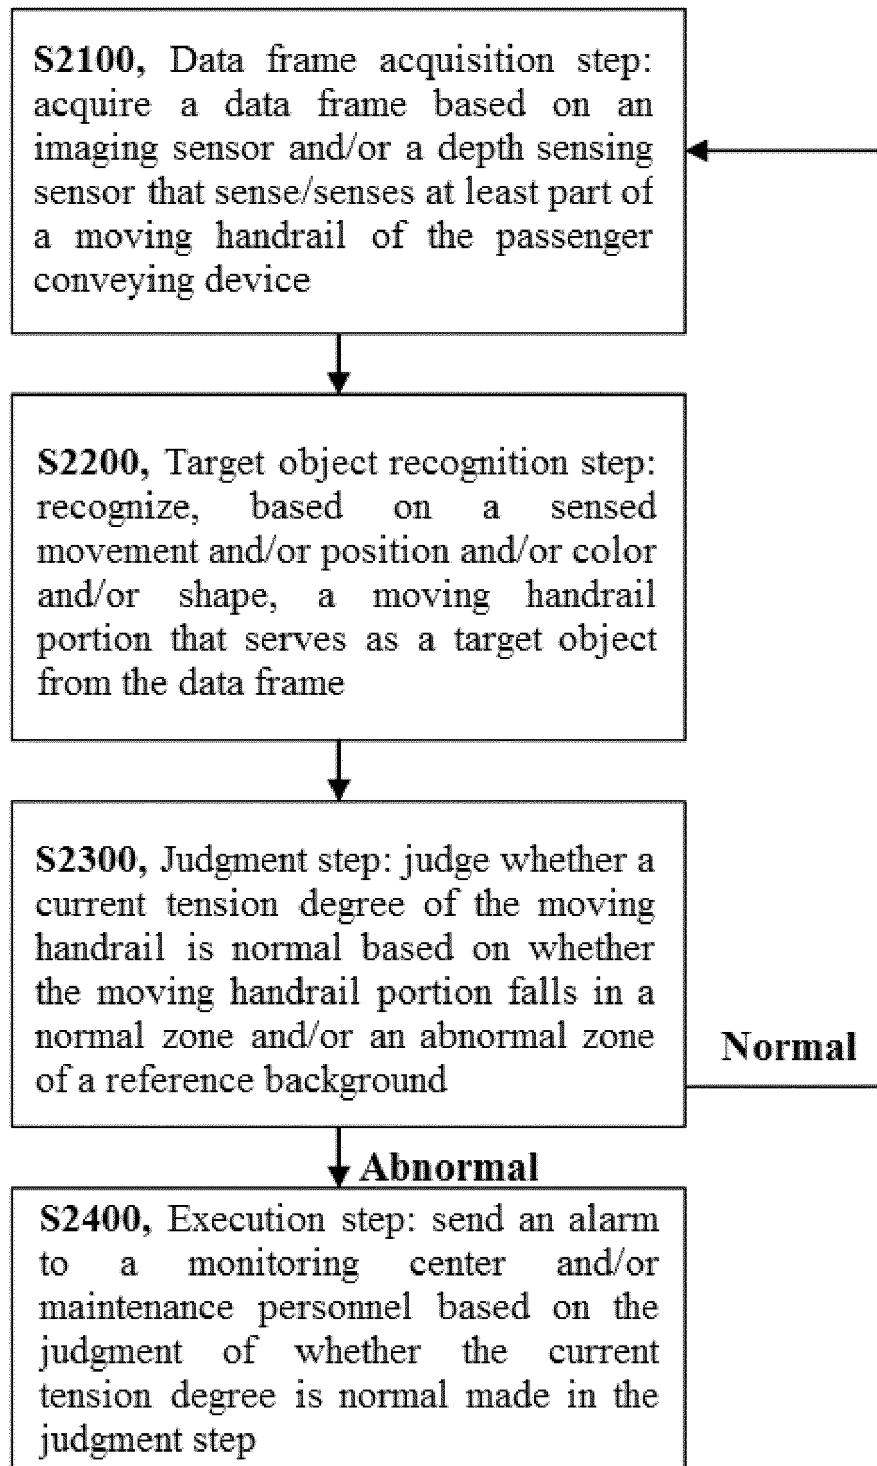 S2100, Data frame acquisition step:
acquire a data frame based on an
imaging sensor and/or a depth sensing
sensor that sense/senses at least part of
a moving handrail of the passenger
conveying device
S2200, Target object recognition step:
recognize, based on a sensed
movement and/or position and/or color
and/or shape, a moving handrail
portion that serves as a target object
from the data frame
S2300, Judgment step: judge whether a
current tension degree of the moving
handrail is normal based on whether
the moving handrail portion falls in a
normal zone and/or an abnormal zone
of a reference background
Normal
Abnormal
S2400, Execution step: send an alarm
to a monitoring center and/or
maintenance personnel based on the
judgment of whether the current
tension degree is normal made in the
judgment step